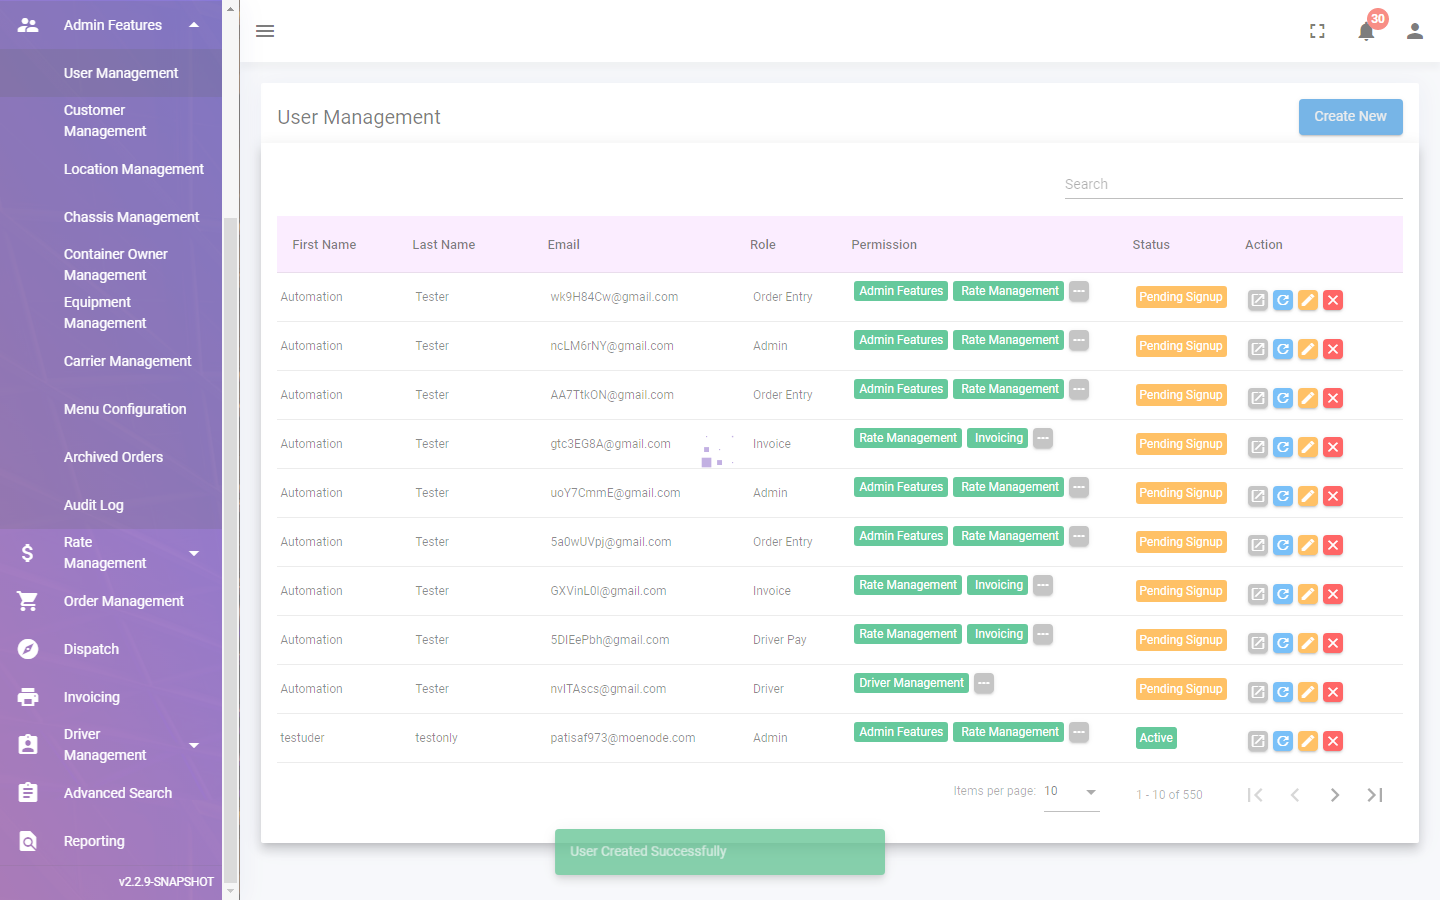 Admin Features
User Management
Customer
Management
Location Management
Chassis Management
Container Owner
Management
Equipment
Management
Carrier Management
Menu Configuration
Archived Orders
Audit Log
Rate
Management
Order Management
Dispatch
Invoicing
Driver
Management
Advanced Search
Reporting
v2.2.9-SNAPSHOT
30
User Management
Create New
Search
First Name Last Name Email Role Permission Status Action
Automation Tester wk9H84Cw@gmail.com Order Entry Admin Features Rate Management --- Pending Signup
Automation Tester ncLM6rNY@gmail.com Admin Admin Features Rate Management --- Pending Signup
Automation Tester AA7TtkON@gmail.com Order Entry Admin Features Rate Management --- Pending Signup
Automation Tester gtc3EG8A@gmail.com Invoice Rate Management Invoicing --- Pending Signup
Automation Tester uoY7CmmE@gmail.com Admin Admin Features Rate Management --- Pending Signup
Automation Tester 5a0wUVpj@gmail.com Order Entry Admin Features Rate Management --- Pending Signup
Automation Tester Invoice Rate Management Invoicing --- Pending Signup
Automation Tester Driver Pay Rate Management Invoicing --- Pending Signup
Automation Tester Driver Driver Management --- Pending Signup
testuder testonly patisaf973@moenode.com Admin Admin Features Rate Management --- Active
Items per page: 10 1 - 10 of 550
User Created Successfully